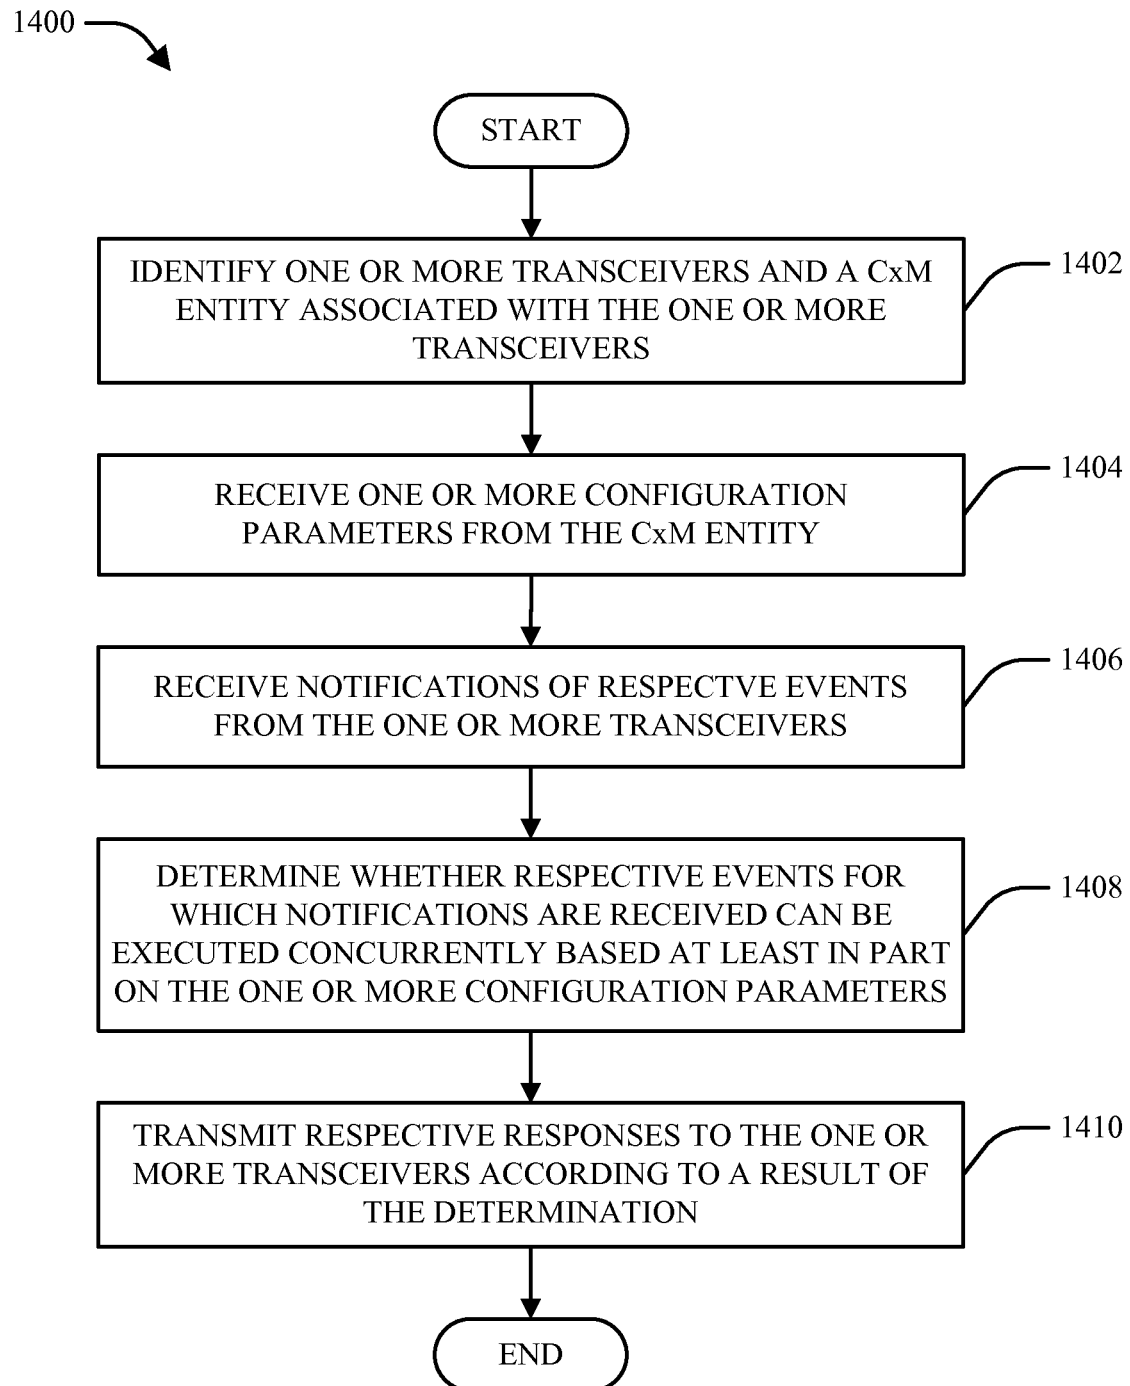 1400
START
IDENTIFY ONE OR MORE TRANSCEIVERS AND A CxM
ENTITY ASSOCIATED WITH THE ONE OR MORE
TRANSCEIVERS
1402
RECEIVE ONE OR MORE CONFIGURATION
PARAMETERS FROM THE CxM ENTITY
1404
RECEIVE NOTIFICATIONS OF RESPECTVE EVENTS
FROM THE ONE OR MORE TRANSCEIVERS
1406
DETERMINE WHETHER RESPECTIVE EVENTS FOR
WHICH NOTIFICATIONS ARE RECEIVED CAN BE
EXECUTED CONCURRENTLY BASED AT LEAST IN PART
ON THE ONE OR MORE CONFIGURATION PARAMETERS
1408
TRANSMIT RESPECTIVE RESPONSES TO THE ONE OR
MORE TRANSCEIVERS ACCORDING TO A RESULT OF
THE DETERMINATION
1410
END